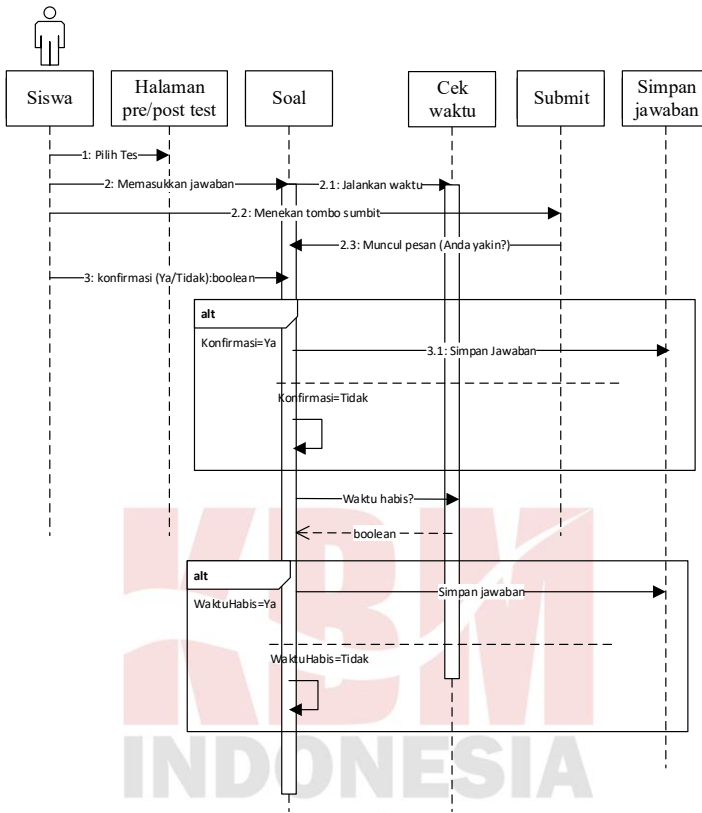 Siswa
Halaman
pre/post test
Soal
Cek
waktu
Submit
Simpan
jawaban
1: Pilih Tes
2: Memasukkan jawaban
2.1: Jalankan waktu
2.2: Menekan tombo sumbit
2.3: Muncul pesan (Anda yakin?)
3: konfirmasi (Ya/Tidak):boolean
alt
Konfirmasi=Ya
3.1: Simpan Jawaban
Konfirmasi=Tidak
Waktu habis?
boolean
alt
WaktuHabis=Ya
Simpan jawaban
WaktuHabis=Tidak
KBM
INDONESIA